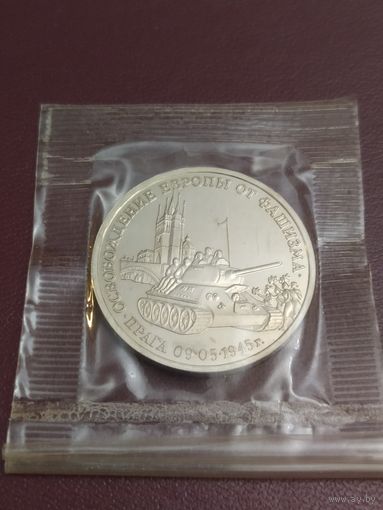 · ОСВОБОЖДЕНИЕ ЕВРОПЫ ОТ ФАШИЗМА ·
ПРАГА 09·05·1945г.
www.ay.by